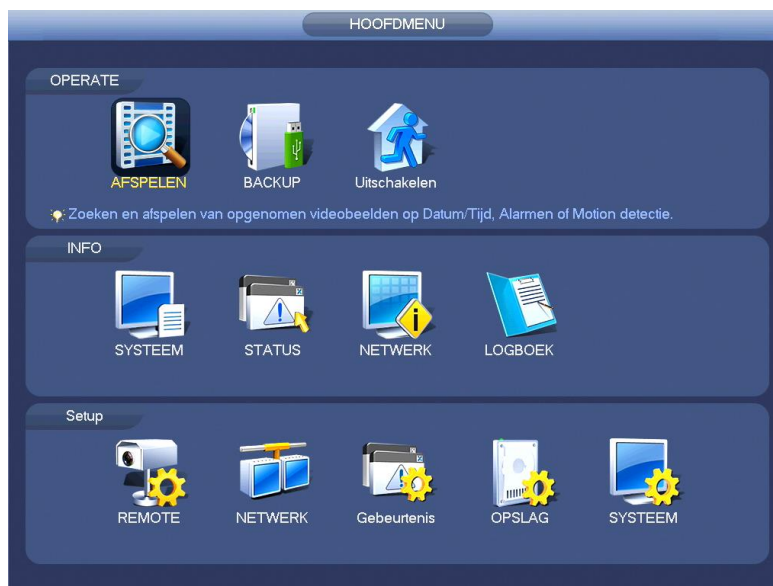 HOOFDMENU
OPERATE
AFSPELEN BACKUP Uitschakelen
Zoeken en afspelen van opgenomen videobeelden op Datum/Tijd, Alarmen of Motion detectie.
INFO
SYSTEEM STATUS NETWERK LOGBOEK
Setup
REMOTE NETWERK Gebeurtenis OPSLAG SYSTEEM